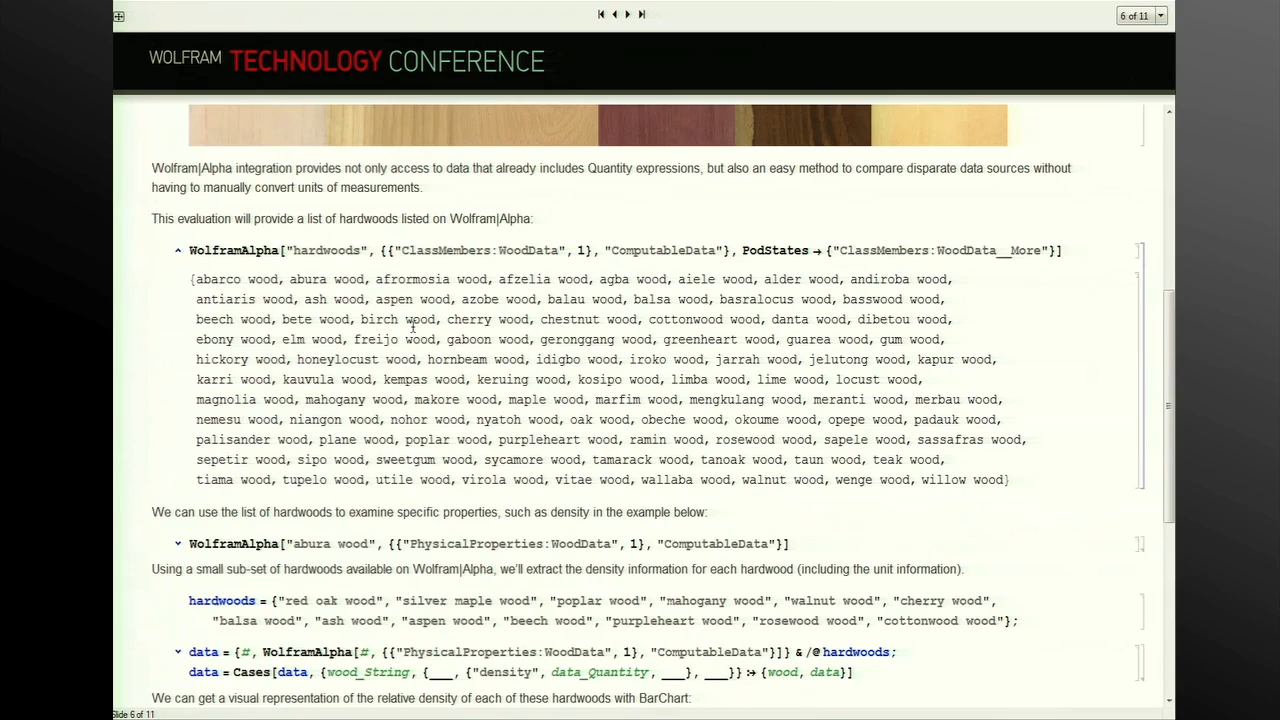 6 of 11
WOLFRAM TECHNOLOGY CONFERENCE
Wolfram|Alpha integration provides not only access to data that already includes Quantity expressions, but also an easy method to compare disparate data sources without
having to manually convert units of measurements.
This evaluation will provide a list of hardwoods listed on Wolfram|Alpha:
WolframAlpha["hardwoods", {{"ClassMembers:WoodData", 1}, "ComputableData"}, PodStates → {"ClassMembers:WoodData__More"}]
{abarco wood, abura wood, afrormosia wood, afzelia wood, agba wood, aiele wood, alder wood, andiroba wood,
antiaris wood, ash wood, aspen wood, azobe wood, balau wood, balsa wood, basralocus wood, basswood wood,
beech wood, bete wood, birch wood, cherry wood, chestnut wood, cottonwood wood, danta wood, dibetou wood,
ebony wood, elm wood, freijo wood, gaboon wood, geronggang wood, greenheart wood, guarea wood, gum wood,
hickory wood, honeylocust wood, hornbeam wood, idigbo wood, iroko wood, jarrah wood, jelutong wood, kapur wood,
karri wood, kauvula wood, kempas wood, keruing wood, kosipo wood, limba wood, lime wood, locust wood,
magnolia wood, mahogany wood, makore wood, maple wood, marfim wood, mengkulang wood, meranti wood, merbau wood,
nemesu wood, niangon wood, nohor wood, nyatoh wood, oak wood, obeche wood, okoume wood, opepe wood, padauk wood,
palisander wood, plane wood, poplar wood, purpleheart wood, ramin wood, rosewood wood, sapele wood, sassafras wood,
sepetir wood, sipo wood, sweetgum wood, sycamore wood, tamarack wood, tanoak wood, taun wood, teak wood,
tiama wood, tupelo wood, utile wood, virola wood, vitae wood, wallaba wood, walnut wood, wenge wood, willow wood}
We can use the list of hardwoods to examine specific properties, such as density in the example below:
WolframAlpha["abura wood", {{"PhysicalProperties:WoodData", 1}, "ComputableData"}]
Using a small sub-set of hardwoods available on Wolfram|Alpha, we'll extract the density information for each hardwood (including the unit information).
hardwoods = {"red oak wood", "silver maple wood", "poplar wood", "mahogany wood", "walnut wood", "cherry wood",
"balsa wood", "ash wood", "aspen wood", "beech wood", "purpleheart wood", "rosewood wood", "cottonwood wood"};
data = {#, WolframAlpha[#, {{"PhysicalProperties:WoodData", 1}, "ComputableData"}]} & /@ hardwoods;
data = Cases[data, {wood_String, {___, {"density", data_Quantity, ___}, ___}} :> {wood, data}]
We can get a visual representation of the relative density of each of these hardwoods with BarChart:
Slide 6 of 11